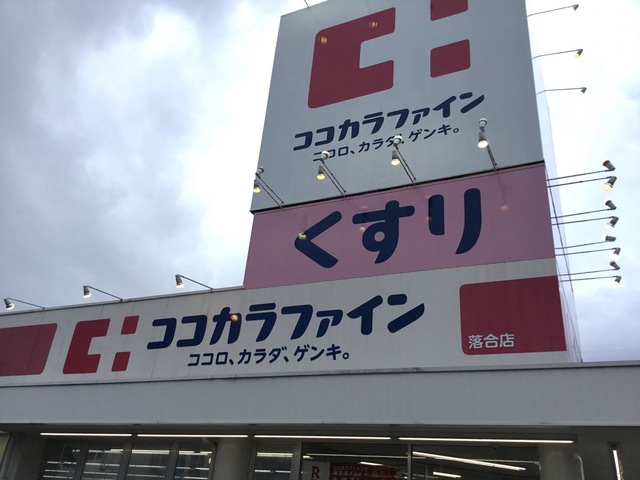 ココカラファイン
ココロ、カラダ、ゲンキ。
くすり
ココカラファイン
ココロ、カラダ、ゲンキ。
落合店